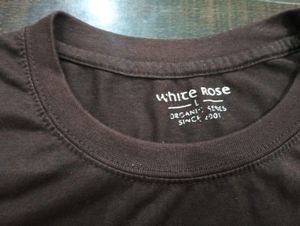 White Rose
L
ORGANIC SERIES
SINCE 2001